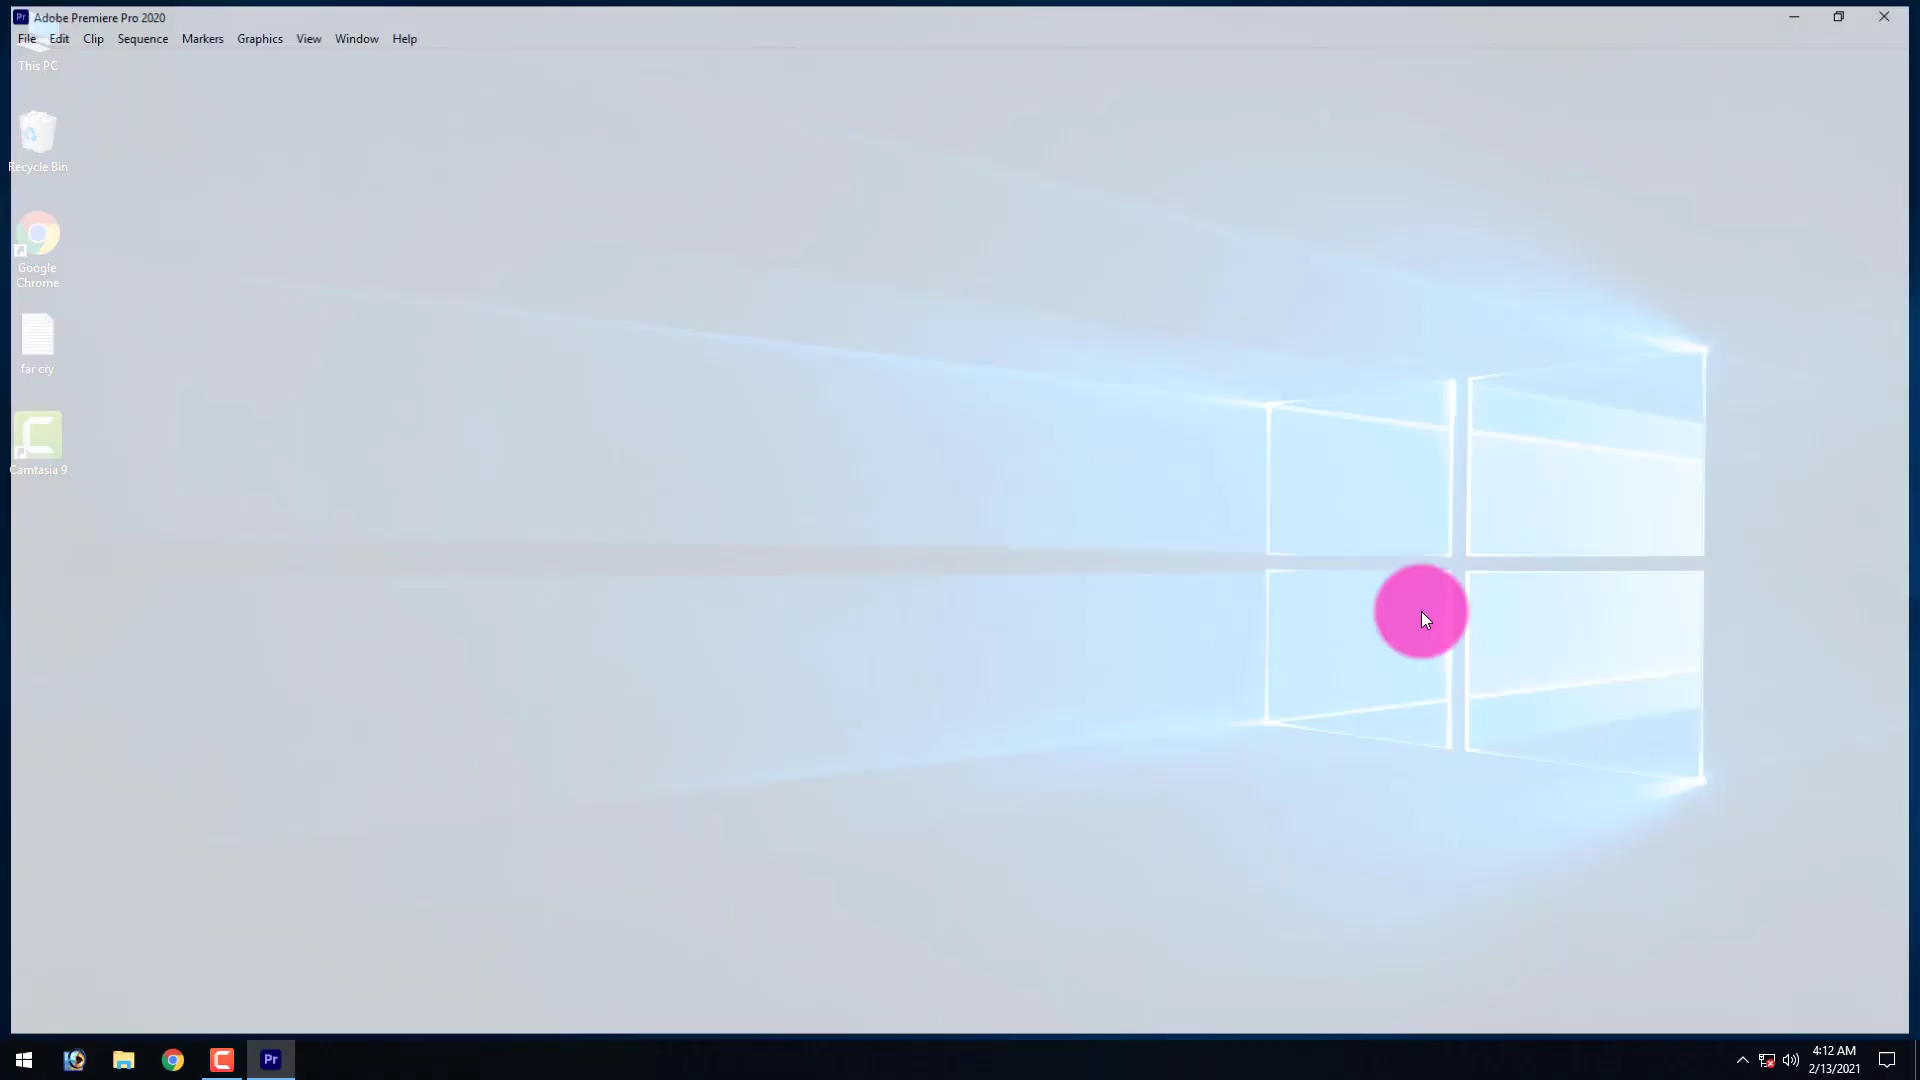 Pr Adobe Premiere Pro 2020
File Edit Clip Sequence Markers Graphics View Window Help
This PC
Recycle Bin
Google
Chrome
far cry
Camtasia 9
Pr
4:12 AM
2/13/2021